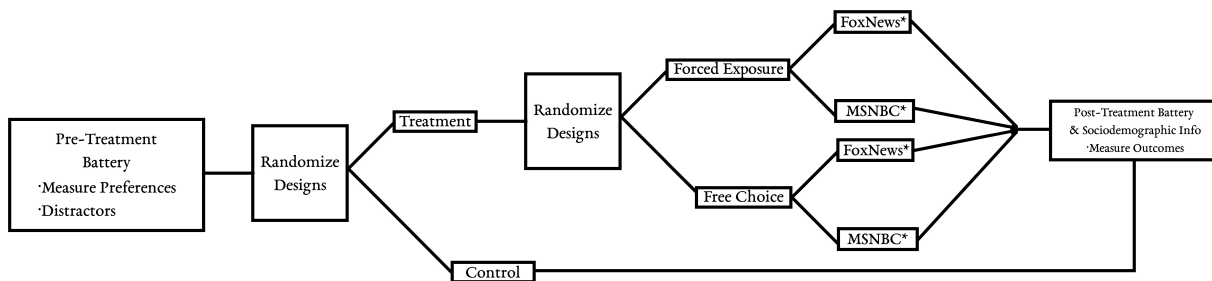 Pre-Treatment
Battery
·Measure Preferences
·Distractors
Randomize
Designs
Treatment
Control
Randomize
Designs
Forced Exposure
Free Choice
FoxNews*
MSNBC*
FoxNews*
MSNBC*
Post-Treatment Battery
& Sociodemographic Info
·Measure Outcomes